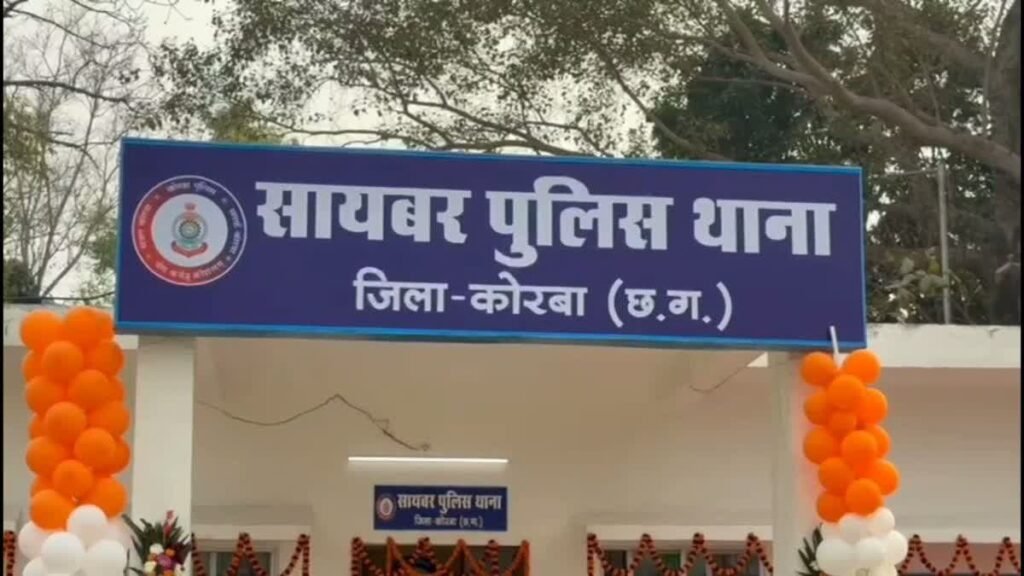 सायबर पुलिस थाना
जिला-कोरबा (छ.ग.)
सायबर पुलिस थाना
जिला-कोरबा (छ.ग.)